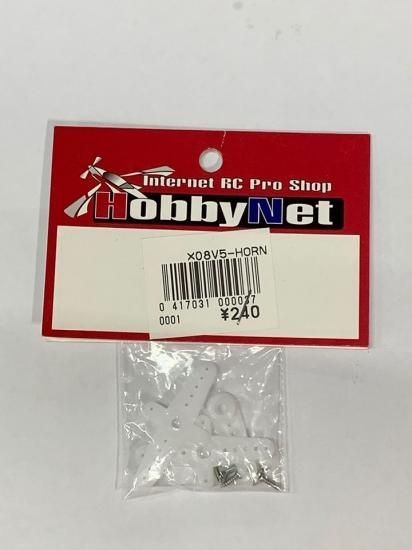 Internet RC Pro Shop
HobbyNet
X08V5-HORN
0 417031 000037
0001 ¥240